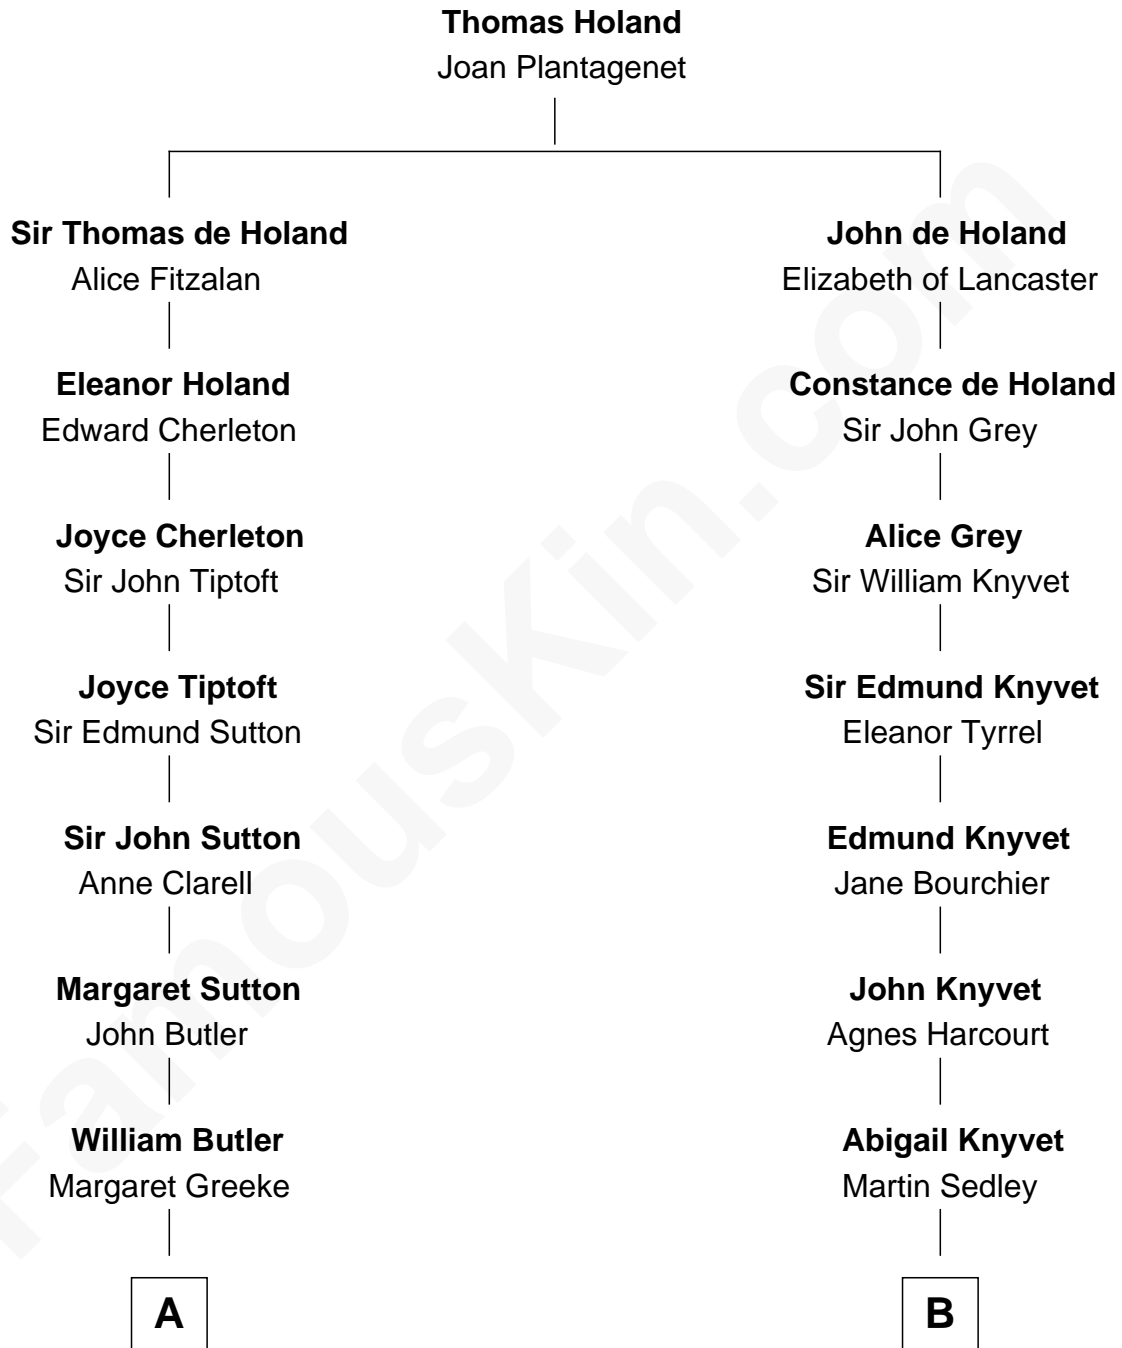 Thomas Holand
Joan Plantagenet
Sir Thomas de Holand
Alice Fitzalan
John de Holand
Elizabeth of Lancaster
Eleanor Holand
Edward Cherleton
Constance de Holand
Sir John Grey
Joyce Cherleton
Sir John Tiptoft
Alice Grey
Sir William Knyvet
Joyce Tiptoft
Sir Edmund Sutton
Sir Edmund Knyvet
Eleanor Tyrrel
Sir John Sutton
Anne Clarell
Edmund Knyvet
Jane Bourchier
Margaret Sutton
John Butler
John Knyvet
Agnes Harcourt
William Butler
Margaret Greeke
Abigail Knyvet
Martin Sedley
A
B
FamousKin.com